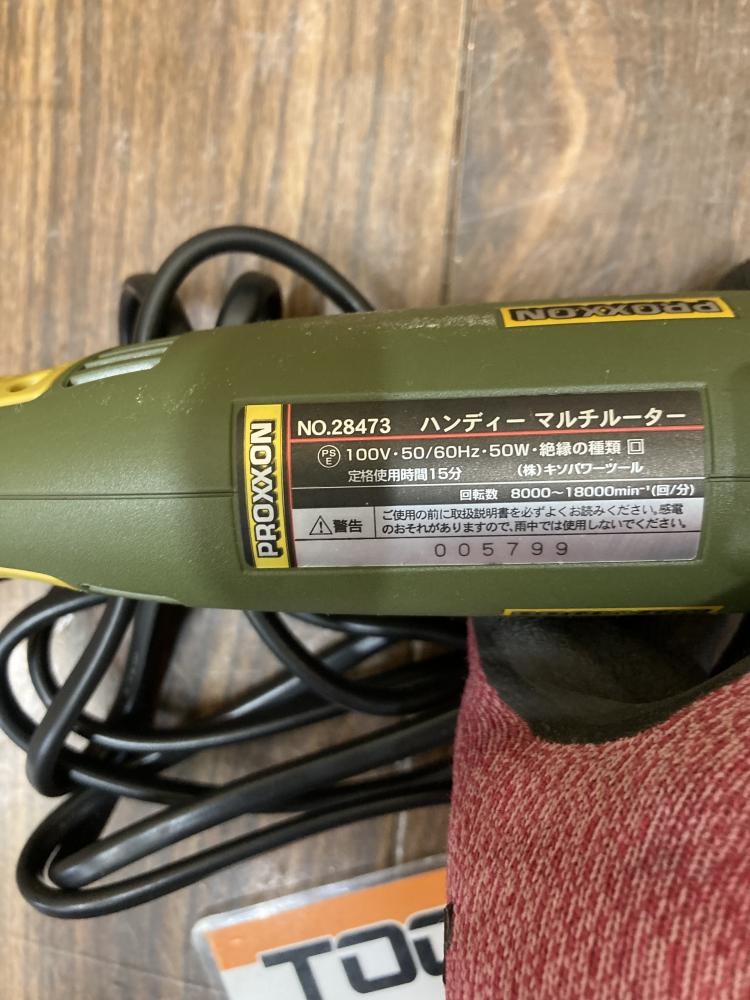 PROXXON
PROXXON
NO.28473 ハンディー マルチルーター
PSE 100V・50/60Hz・50W・絶縁の種類 回
定格使用時間15分 (株)キソパワーツール
回転数 8000〜18000min⁻¹(回/分)
⚠警告
ご使用の前に取扱説明書を必ずよくお読みください。感電
のおそれがありますので、雨中では使用しないでください。
005799